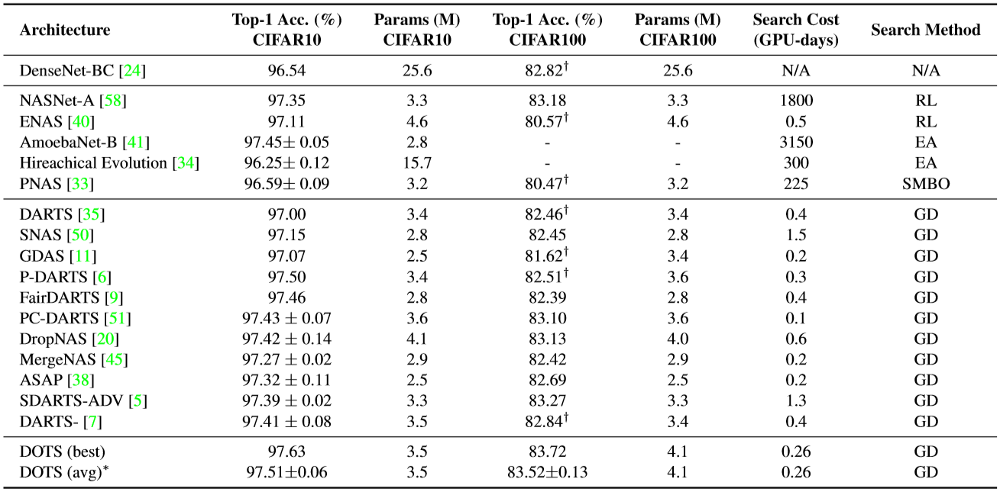 Architecture Top-1 Acc. (%) CIFAR10 Params (M) CIFAR10 Top-1 Acc. (%) CIFAR100 Params (M) CIFAR100 Search Cost (GPU-days) Search Method
DenseNet-BC [24] 96.54 25.6 82.82† 25.6 N/A N/A
NASNet-A [58] 97.35 3.3 83.18 3.3 1800 RL
ENAS [40] 97.11 4.6 80.57† 4.6 0.5 RL
AmoebaNet-B [41] 97.45± 0.05 2.8 - - 3150 EA
Hireachical Evolution [34] 96.25± 0.12 15.7 - - 300 EA
PNAS [33] 96.59± 0.09 3.2 80.47† 3.2 225 SMBO
DARTS [35] 97.00 3.4 82.46† 3.4 0.4 GD
SNAS [50] 97.15 2.8 82.45 2.8 1.5 GD
GDAS [11] 97.07 2.5 81.62† 3.4 0.2 GD
P-DARTS [6] 97.50 3.4 82.51† 3.6 0.3 GD
FairDARTS [9] 97.46 2.8 82.39 2.8 0.4 GD
PC-DARTS [51] 97.43 ± 0.07 3.6 83.10 3.6 0.1 GD
DropNAS [20] 97.42 ± 0.14 4.1 83.13 4.0 0.6 GD
MergeNAS [45] 97.27 ± 0.02 2.9 82.42 2.9 0.2 GD
ASAP [38] 97.32 ± 0.11 2.5 82.69 2.5 0.2 GD
SDARTS-ADV [5] 97.39 ± 0.02 3.3 83.27 3.3 1.3 GD
DARTS- [7] 97.41 ± 0.08 3.5 82.84† 3.4 0.4 GD
DOTS (best) 97.63 3.5 83.72 4.1 0.26 GD
DOTS (avg)* 97.51±0.06 3.5 83.52±0.13 4.1 0.26 GD